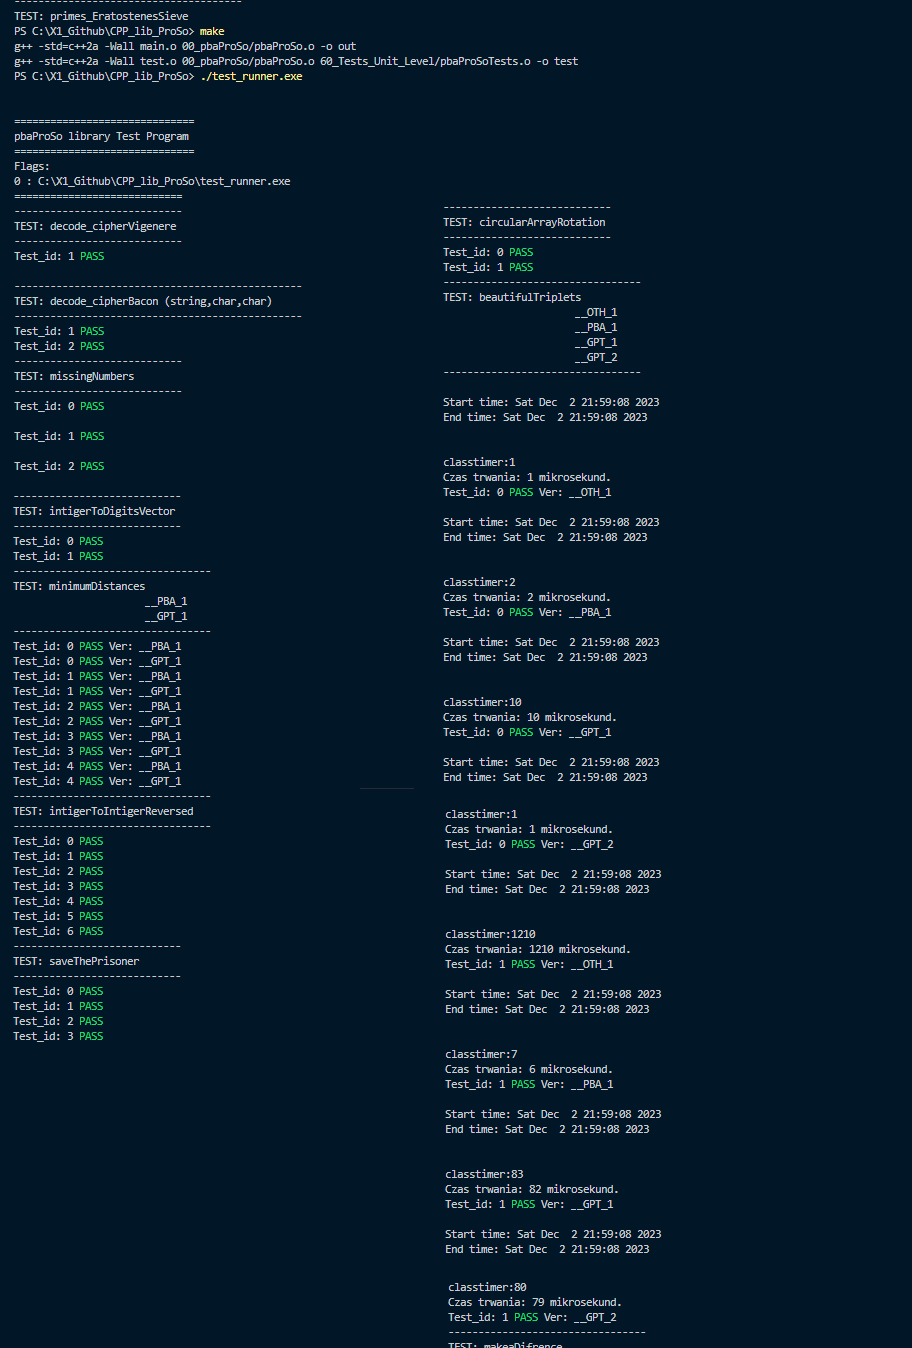 ----------------------------------------
TEST: primes_EratostenesSieve
PS C:\X1_Github\CPP_lib_ProSo> make
g++ -std=c++2a -Wall main.o 00_pbaProSo/pbaProSo.o -o out
g++ -std=c++2a -Wall test.o 00_pbaProSo/pbaProSo.o 60_Tests_Unit_Level/pbaProSoTests.o -o test
PS C:\X1_Github\CPP_lib_ProSo> ./test_runner.exe
==============================
pbaProSo library Test Program
==============================
Flags:
0 : C:\X1_Github\CPP_lib_ProSo\test_runner.exe
============================
----------------------------
TEST: decode_cipherVigenere
----------------------------
Test_id: 1 PASS
------------------------------------------------
TEST: decode_cipherBacon (string,char,char)
------------------------------------------------
Test_id: 1 PASS
Test_id: 2 PASS
----------------------------
TEST: missingNumbers
----------------------------
Test_id: 0 PASS
Test_id: 1 PASS
Test_id: 2 PASS
----------------------------
TEST: intigerToDigitsVector
----------------------------
Test_id: 0 PASS
Test_id: 1 PASS
---------------------------------
TEST: minimumDistances
__PBA_1
__GPT_1
---------------------------------
Test_id: 0 PASS Ver: __PBA_1
Test_id: 0 PASS Ver: __GPT_1
Test_id: 1 PASS Ver: __PBA_1
Test_id: 1 PASS Ver: __GPT_1
Test_id: 2 PASS Ver: __PBA_1
Test_id: 2 PASS Ver: __GPT_1
Test_id: 3 PASS Ver: __PBA_1
Test_id: 3 PASS Ver: __GPT_1
Test_id: 4 PASS Ver: __PBA_1
Test_id: 4 PASS Ver: __GPT_1
---------------------------------
TEST: intigerToIntigerReversed
---------------------------------
Test_id: 0 PASS
Test_id: 1 PASS
Test_id: 2 PASS
Test_id: 3 PASS
Test_id: 4 PASS
Test_id: 5 PASS
Test_id: 6 PASS
----------------------------
TEST: saveThePrisoner
----------------------------
Test_id: 0 PASS
Test_id: 1 PASS
Test_id: 2 PASS
Test_id: 3 PASS
----------------------------
TEST: circularArrayRotation
----------------------------
Test_id: 0 PASS
Test_id: 1 PASS
---------------------------------
TEST: beautifulTriplets
__OTH_1
__PBA_1
__GPT_1
__GPT_2
---------------------------------
Start time: Sat Dec  2 21:59:08 2023
End time: Sat Dec  2 21:59:08 2023
classtimer:1
Czas trwania: 1 mikrosekund.
Test_id: 0 PASS Ver: __OTH_1
Start time: Sat Dec  2 21:59:08 2023
End time: Sat Dec  2 21:59:08 2023
classtimer:2
Czas trwania: 2 mikrosekund.
Test_id: 0 PASS Ver: __PBA_1
Start time: Sat Dec  2 21:59:08 2023
End time: Sat Dec  2 21:59:08 2023
classtimer:10
Czas trwania: 10 mikrosekund.
Test_id: 0 PASS Ver: __GPT_1
Start time: Sat Dec  2 21:59:08 2023
End time: Sat Dec  2 21:59:08 2023
classtimer:1
Czas trwania: 1 mikrosekund.
Test_id: 0 PASS Ver: __GPT_2
Start time: Sat Dec  2 21:59:08 2023
End time: Sat Dec  2 21:59:08 2023
classtimer:1210
Czas trwania: 1210 mikrosekund.
Test_id: 1 PASS Ver: __OTH_1
Start time: Sat Dec  2 21:59:08 2023
End time: Sat Dec  2 21:59:08 2023
classtimer:7
Czas trwania: 6 mikrosekund.
Test_id: 1 PASS Ver: __PBA_1
Start time: Sat Dec  2 21:59:08 2023
End time: Sat Dec  2 21:59:08 2023
classtimer:83
Czas trwania: 82 mikrosekund.
Test_id: 1 PASS Ver: __GPT_1
Start time: Sat Dec  2 21:59:08 2023
End time: Sat Dec  2 21:59:08 2023
classtimer:80
Czas trwania: 79 mikrosekund.
Test_id: 1 PASS Ver: __GPT_2
---------------------------------
TEST: makeaDifrence